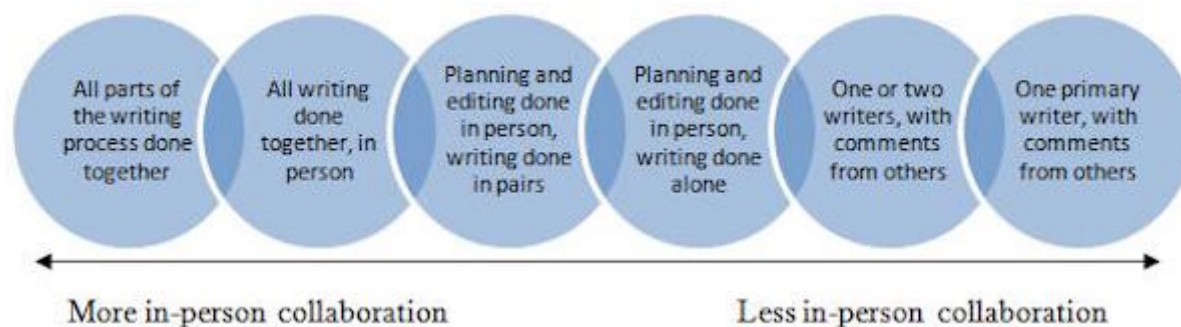 All parts of
the writing
process done
together
All writing
done
together, in
person
Planning and
editing done
in person,
writing done
in pairs
Planning and
editing done
in person,
writing done
alone
One or two
writers, with
comments
from others
One primary
writer, with
comments
from others
More in-person collaboration
Less in-person collaboration